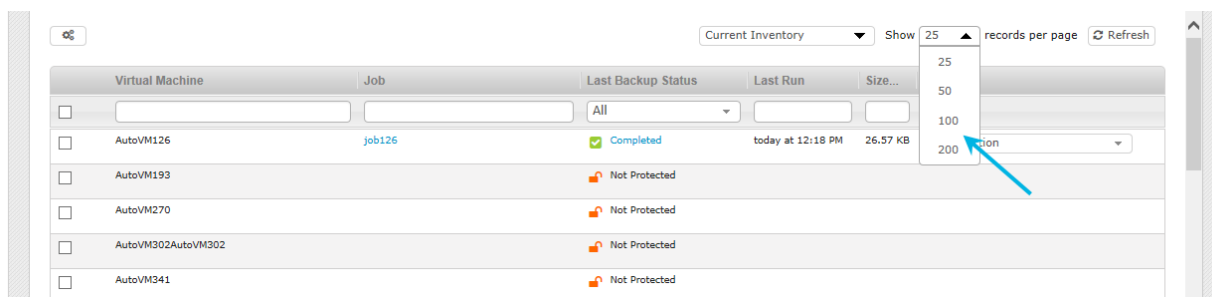 Current Inventory Show 25 records per page Refresh
25
50
100
200
Virtual Machine Job Last Backup Status Last Run Size...
All
AutoVM126 job126 Completed today at 12:18 PM 26.57 KB
AutoVM193 Not Protected
AutoVM270 Not Protected
AutoVM302AutoVM302 Not Protected
AutoVM341 Not Protected